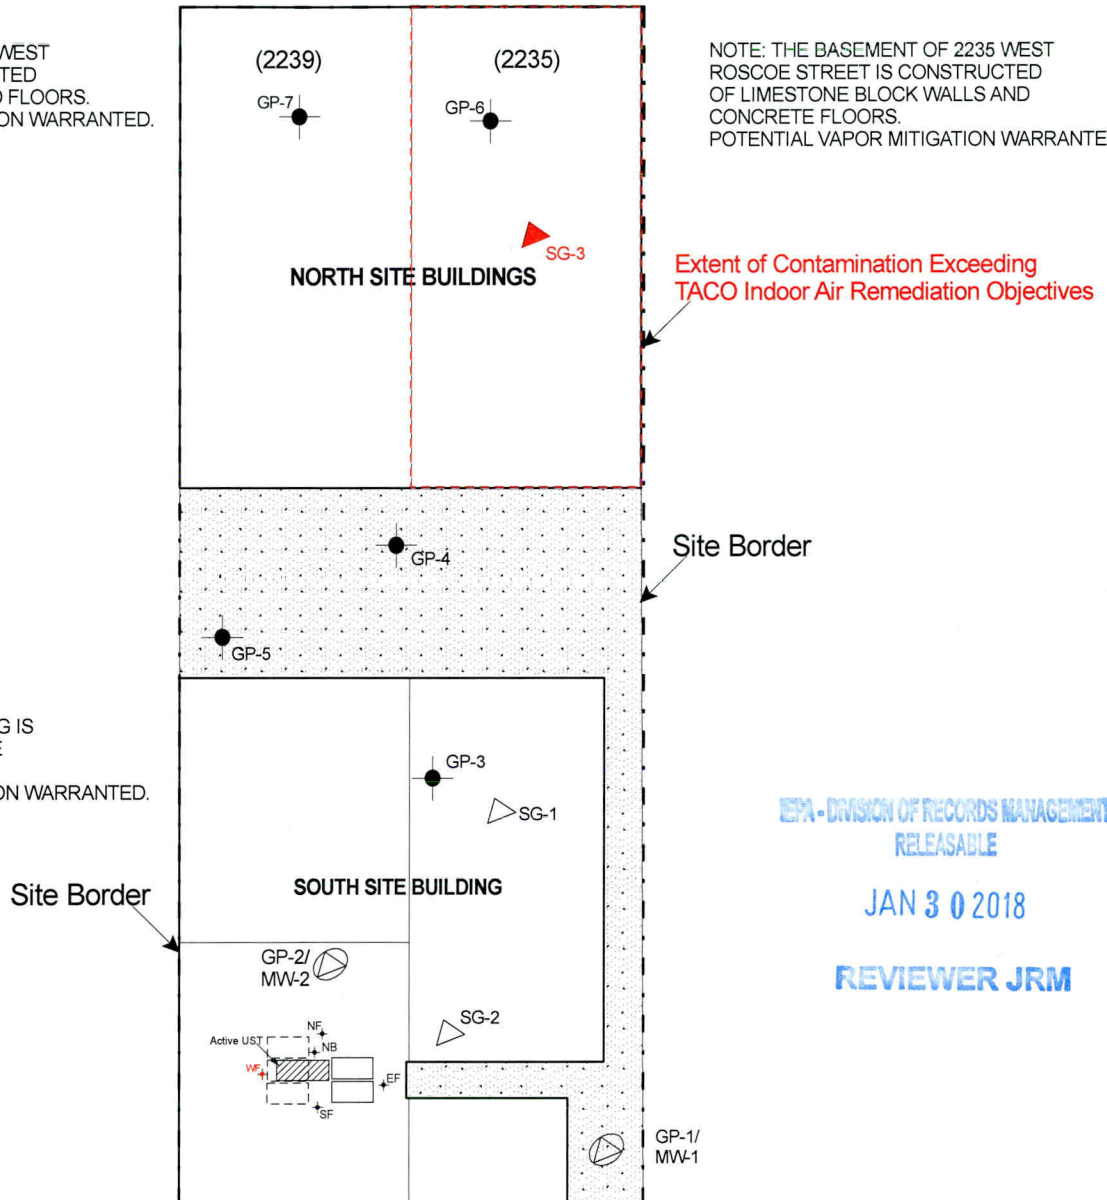 WEST
TED
FLOORS.
ON WARRANTED.
(2239)
(2235)
GP-7
GP-6
NOTE: THE BASEMENT OF 2235 WEST
ROSCOE STREET IS CONSTRUCTED
OF LIMESTONE BLOCK WALLS AND
CONCRETE FLOORS.
POTENTIAL VAPOR MITIGATION WARRANTE
SG-3
NORTH SITE BUILDINGS
Extent of Contamination Exceeding
TACO Indoor Air Remediation Objectives
GP-4
Site Border
GP-5
G IS
E
ON WARRANTED.
GP-3
SG-1
SOUTH SITE BUILDING
Site Border
IEPA - DIVISION OF RECORDS MANAGEMENT
RELEASABLE
JAN 30 2018
REVIEWER JRM
GP-2/
MW-2
SG-2
NF
Active UST
NB
WF
EF
SF
GP-1/
MW-1